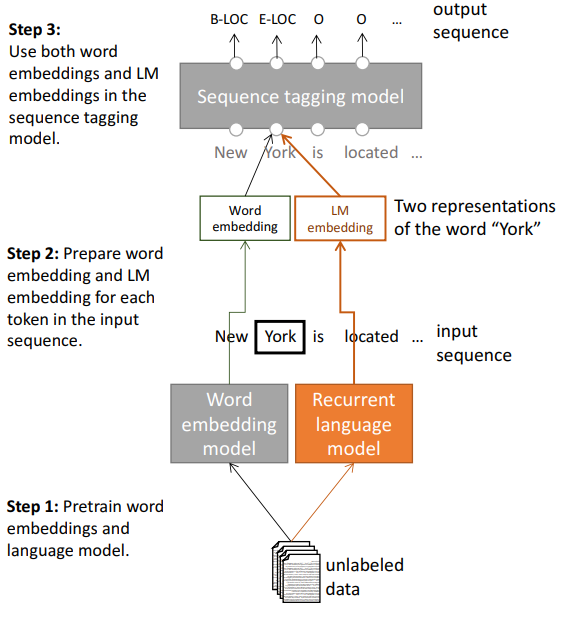 B-LOC E-LOC O O ...
output
sequence
Step 3:
Use both word
embeddings and LM
embeddings in the
sequence tagging
model.
Sequence tagging model
New York is located ...
Word
embedding
LM
embedding
Two representations
of the word “York”
Step 2: Prepare word
embedding and LM
embedding for each
token in the input
sequence.
New York is located ...
input
sequence
Word
embedding
model
Recurrent
language
model
Step 1: Pretrain word
embeddings and
language model.
unlabeled
data